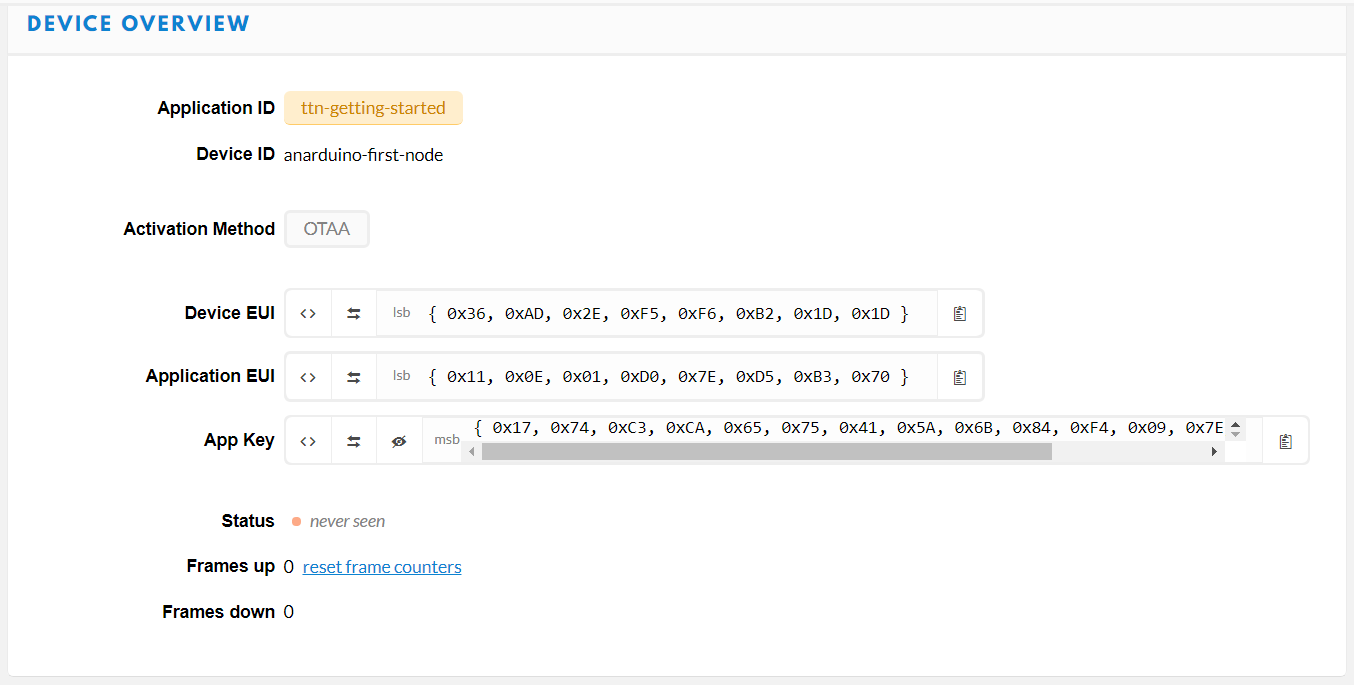 DEVICE OVERVIEW
Application ID ttn-getting-started
Device ID anarduino-first-node
Activation Method OTAA
Device EUI <> lsb { 0x36, 0xAD, 0x2E, 0xF5, 0xF6, 0xB2, 0x1D, 0x1D }
Application EUI <> lsb { 0x11, 0x0E, 0x01, 0xD0, 0x7E, 0xD5, 0xB3, 0x70 }
App Key <> msb { 0x17, 0x74, 0xC3, 0xCA, 0x65, 0x75, 0x41, 0x5A, 0x6B, 0x84, 0xF4, 0x09, 0x7E
Status never seen
Frames up 0 reset frame counters
Frames down 0